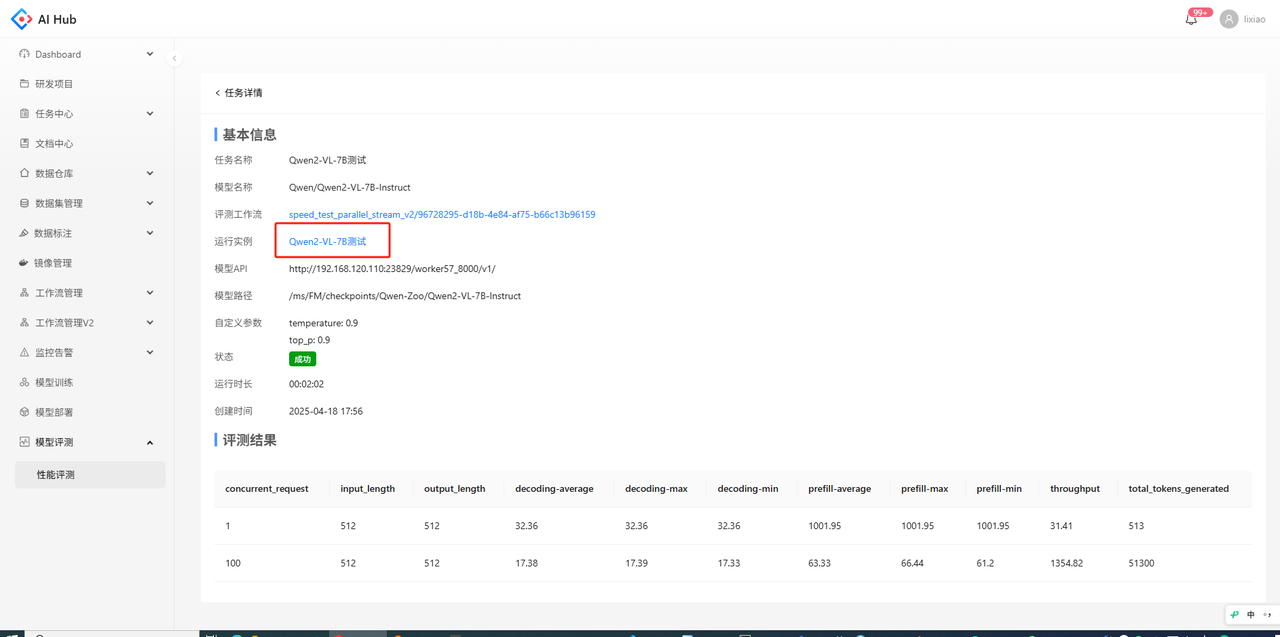 AI Hub
99+
lixiao
Dashboard
研发项目
任务中心
文档中心
数据仓库
数据集管理
数据标注
镜像管理
工作流管理
工作流管理V2
监控告警
模型训练
模型部署
模型评测
性能评测
任务详情
基本信息
任务名称 Qwen2-VL-7B测试
模型名称 Qwen/Qwen2-VL-7B-Instruct
评测工作流 speed_test_parallel_stream_v2/96728295-d18b-4e84-af75-b66c13b96159
运行实例 Qwen2-VL-7B测试
模型API http://192.168.120.110:23829/worker57_8000/v1/
模型路径 /ms/FM/checkpoints/Qwen-Zoo/Qwen2-VL-7B-Instruct
自定义参数 temperature: 0.9
top_p: 0.9
状态 成功
运行时长 00:02:02
创建时间 2025-04-18 17:56
评测结果
concurrent_request input_length output_length decoding-average decoding-max decoding-min prefill-average prefill-max prefill-min throughput total_tokens_generated
1 512 512 32.36 32.36 32.36 1001.95 1001.95 1001.95 31.41 513
100 512 512 17.38 17.39 17.33 63.33 66.44 61.2 1354.82 51300
中